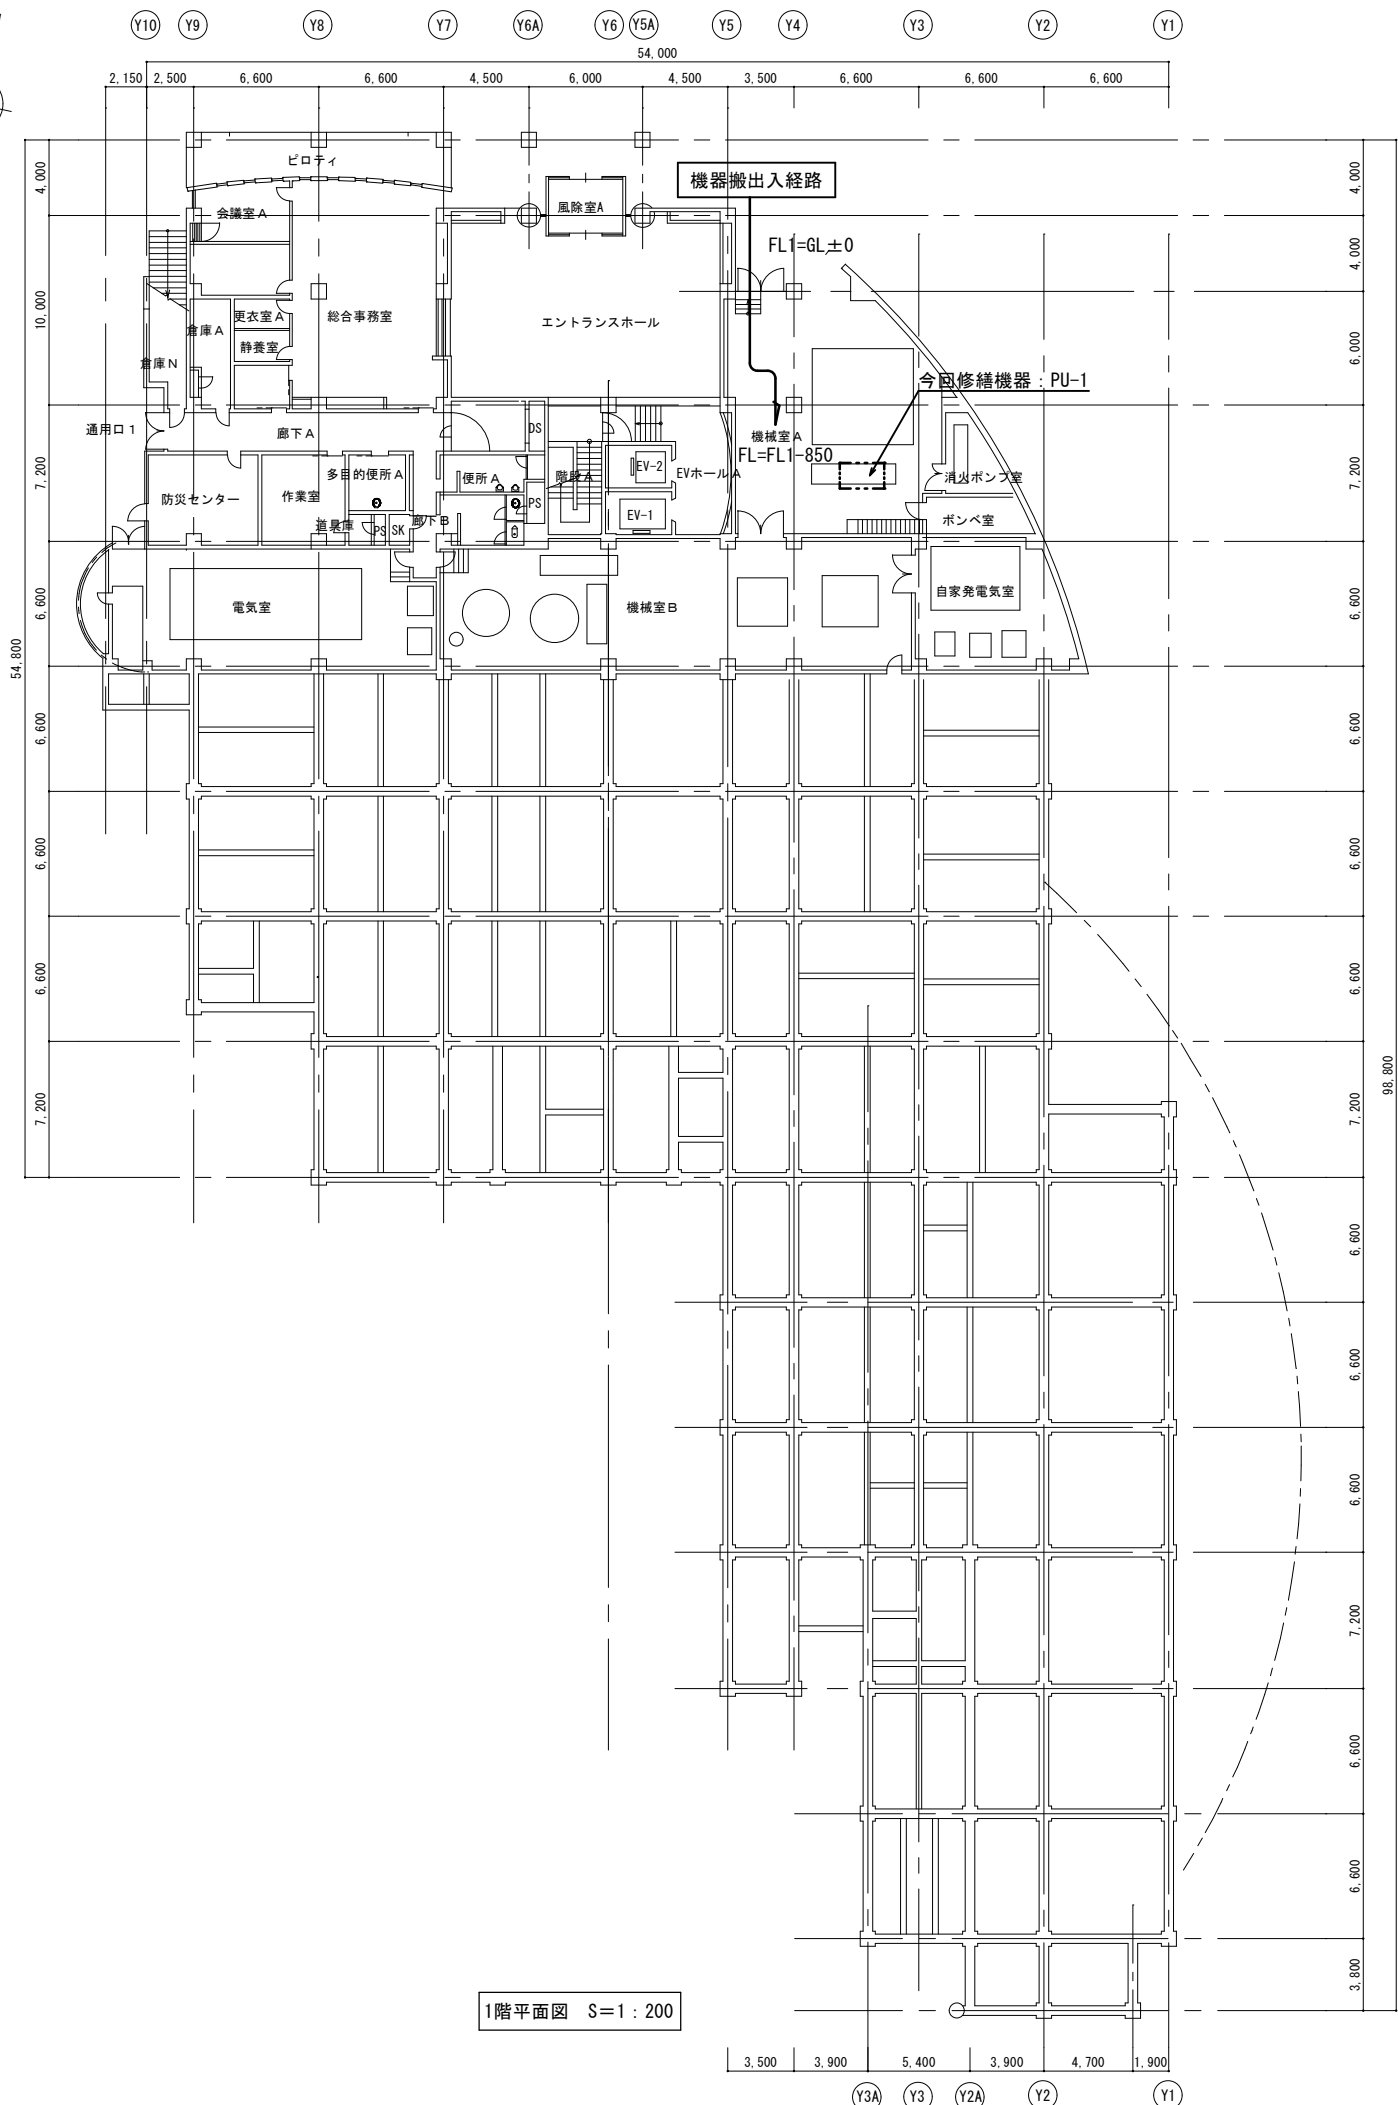 Y10 Y9 Y8 Y7 Y6A Y6 Y5A Y5 Y4 Y3 Y2 Y1
54,000
2,150 2,500 6,600 6,600 4,500 6,000 4,500 3,500 6,600 6,600 6,600
4,000
10,000
7,200
6,600
6,600
6,600
6,600
7,200
54,800
ピロティ
会議室A
風除室A
機器搬出入経路
FL1=GL±0
倉庫A
更衣室A
総合事務室
エントランスホール
静養室
倉庫N
今回修繕機器：PU-1
通用口1
廊下A
DS
機械室A
FL=FL1-850
防災センター
作業室
多目的便所A
便所A
階段A
EV-2
EVホールA
消火ポンプ室
PS
EV-1
ボンベ室
道具庫
PS
SK
廊下B
電気室
機械室B
自家発電気室
4,000
4,000
6,000
7,200
6,600
6,600
6,600
6,600
7,200
6,600
6,600
6,600
7,200
6,600
6,600
3,800
98,800
1階平面図　S＝1：200
3,500 3,900 5,400 3,900 4,700 1,900
Y3A Y3 Y2A Y2 Y1